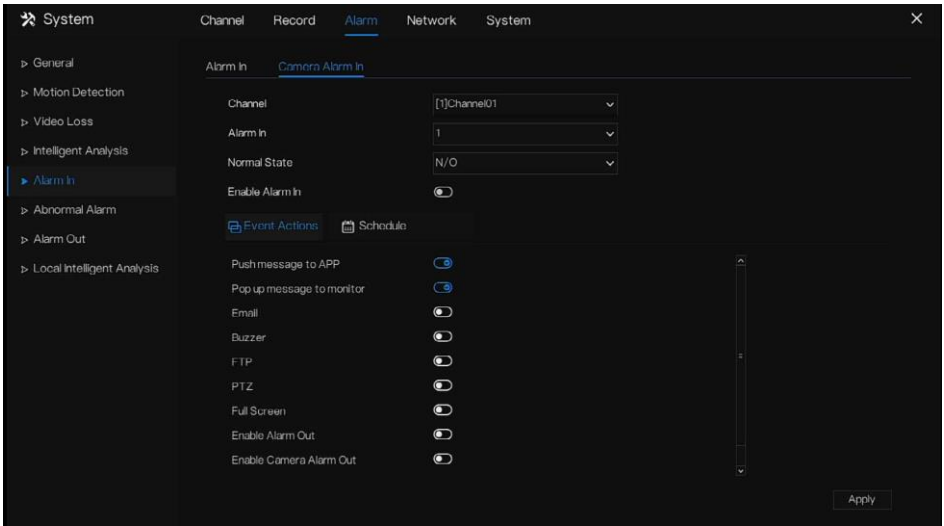 System Channel Record Alarm Network System
General
Motion Detection
Video Loss
Intelligent Analysis
Alarm In
Abnormal Alarm
Alarm Out
Local Intelligent Analysis
Alarm In Camera Alarm In
Channel [1]Channel01
Alarm In 1
Normal State N/O
Enable Alarm In
Event Actions Schedule
Push message to APP
Pop up message to monitor
Email
Buzzer
FTP
PTZ
Full Screen
Enable Alarm Out
Enable Camera Alarm Out
Apply